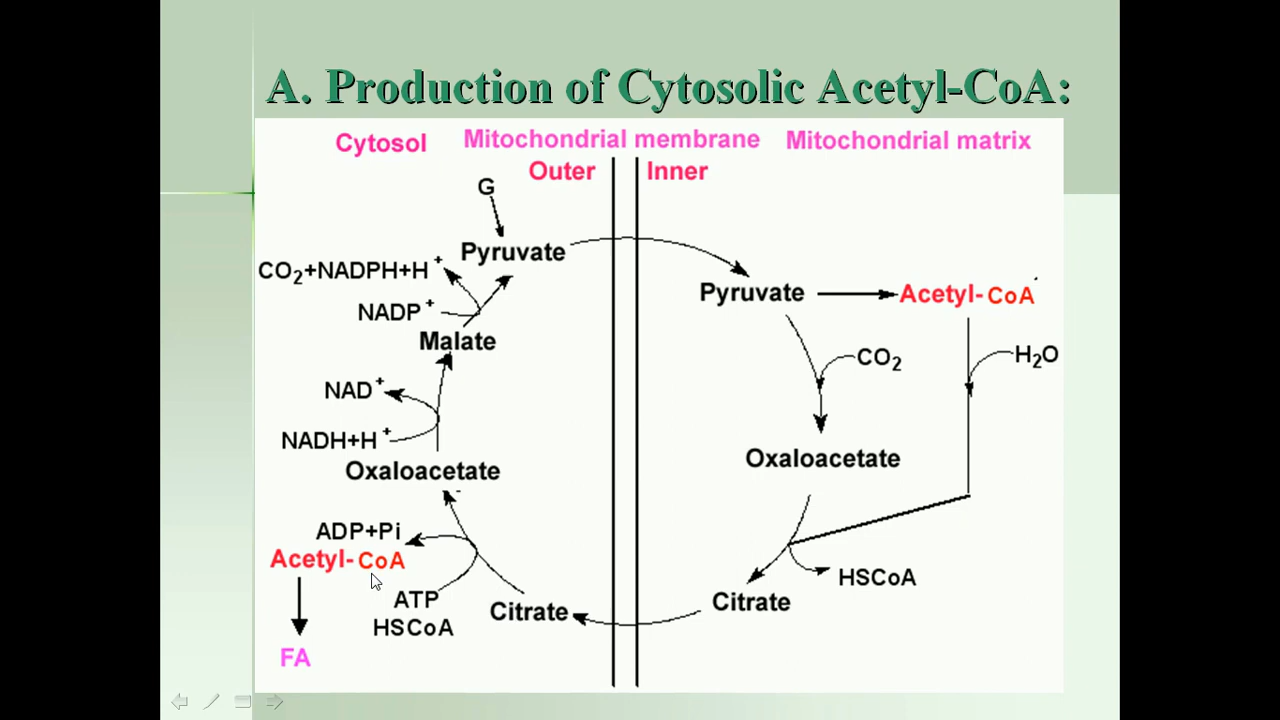 A. Production of Cytosolic Acetyl-CoA:
Cytosol
Mitochondrial membrane
Mitochondrial matrix
Outer
Inner
G
Pyruvate
CO2+NADPH+H+
NADP+
Malate
NAD+
NADH+H+
Oxaloacetate
ADP+Pi
Acetyl-CoA
ATP
HSCoA
Citrate
FA
Pyruvate
Acetyl-CoA
CO2
H2O
Oxaloacetate
HSCoA
Citrate